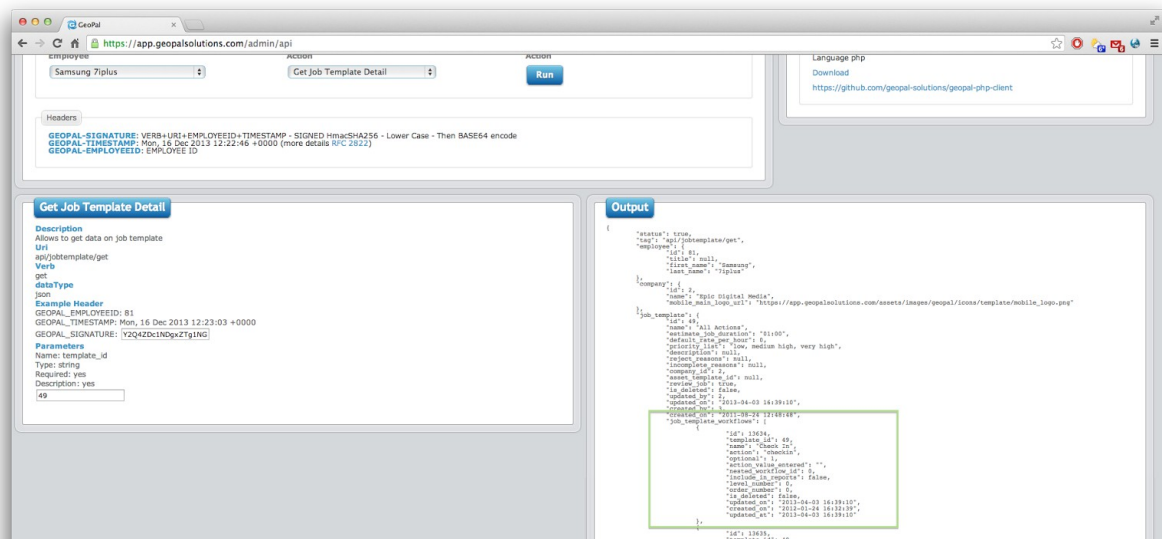 GeoPal
https://app.geopalsolutions.com/admin/api
Employee
Action
Action
Samsung 7iplus
Get Job Template Detail
Run
Headers
GEOPAL-SIGNATURE: VERB+URI+EMPLOYEEID+TIMESTAMP - SIGNED HmacSHA256 - Lower Case - Then BASE64 encode
GEOPAL-TIMESTAMP: Mon, 16 Dec 2013 12:22:46 +0000 (more details RFC 2822)
GEOPAL-EMPLOYEEID: EMPLOYEE ID
Language php
Download
https://github.com/geopal-solutions/geopal-php-client
Get Job Template Detail
Description
Allows to get data on job template
Uri
api/jobtemplate/get
Verb
get
dataType
json
Example Header
GEOPAL_EMPLOYEEID: 81
GEOPAL_TIMESTAMP: Mon, 16 Dec 2013 12:23:03 +0000
GEOPAL_SIGNATURE: Y2Q4ZDc1NDgxZTg1NG
Parameters
Name: template_id
Type: string
Required: yes
Description: yes
49
Output
{
"status": true,
"tag": "api/jobtemplate/get",
"employee": {
"id": 81,
"title": null,
"first_name": "Samsung",
"last_name": "7iplus"
},
"company": {
"id": 2,
"name": "Epic Digital Media",
"mobile_main_logo_url": "https://app.geopalsolutions.com/assets/images/geopal/icons/template/mobile_logo.png"
},
"job_template": {
"id": 49,
"name": "All Actions",
"estimate_job_duration": "01:00",
"default_rate_per_hour": 0,
"priority_list": "low, medium high, very high",
"description": null,
"reject_reasons": null,
"incomplete_reasons": null,
"company_id": 2,
"asset_template_id": null,
"review_job": true,
"is_deleted": false,
"updated_by": 2,
"updated_on": "2013-04-03 16:39:10",
"created_by": 3,
"created_on": "2011-08-24 12:48:48",
"job_template_workflows": [
{
"id": 13634,
"template_id": 49,
"name": "Check In",
"action": "checkin",
"optional": 1,
"action_value_entered": "",
"nested_workflow_id": 0,
"include_in_reports": false,
"level_number": 0,
"order_number": 0,
"is_deleted": false,
"updated_on": "2013-04-03 16:39:10",
"created_on": "2012-01-24 16:32:39",
"updated_at": "2013-04-03 16:39:10"
},
{
"id": 13635,